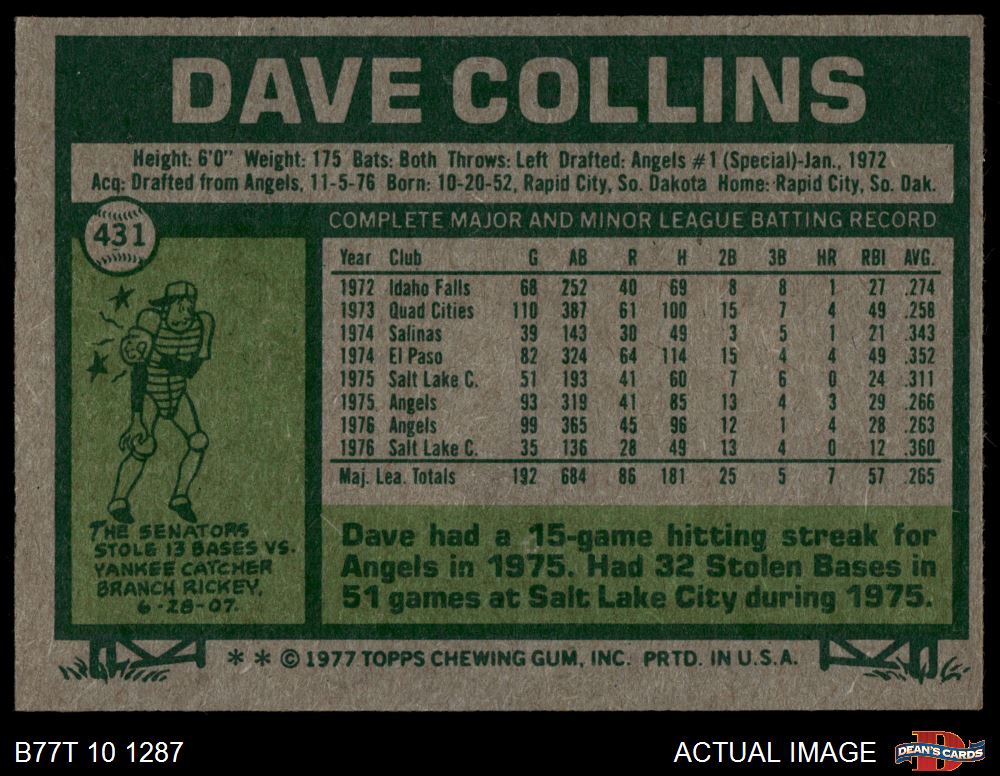 DAVE COLLINS
Height: 6'0" Weight: 175 Bats: Both Throws: Left Drafted: Angels #1 (Special)-Jan., 1972
Acq: Drafted from Angels, 11-5-76 Born: 10-20-52, Rapid City, So. Dakota Home: Rapid City, So. Dak.
431
COMPLETE MAJOR AND MINOR LEAGUE BATTING RECORD
Year Club G AB R H 2B 3B HR RBI AVG.
1972 Idaho Falls 68 252 40 69 8 8 1 27 .274
1973 Quad Cities 110 387 61 100 15 7 4 49 .258
1974 Salinas 39 143 30 49 3 5 1 21 .343
1974 El Paso 82 324 64 114 15 4 4 49 .352
1975 Salt Lake C. 51 193 41 60 7 6 0 24 .311
1975 Angels 93 319 41 85 13 4 3 29 .266
1976 Angels 99 365 45 96 12 1 4 28 .263
1976 Salt Lake C. 35 136 28 49 13 4 0 12 .360
Maj. Lea. Totals 192 684 86 181 25 5 7 57 .265
THE SENATORS
STOLE 13 BASES VS.
YANKEE CATCHER
BRANCH RICKEY,
6-28-07.
Dave had a 15-game hitting streak for
Angels in 1975. Had 32 Stolen Bases in
51 games at Salt Lake City during 1975.
* * © 1977 TOPPS CHEWING GUM, INC. PRTD. IN U.S.A.
B77T 10 1287
ACTUAL IMAGE
DEAN'S CARDS